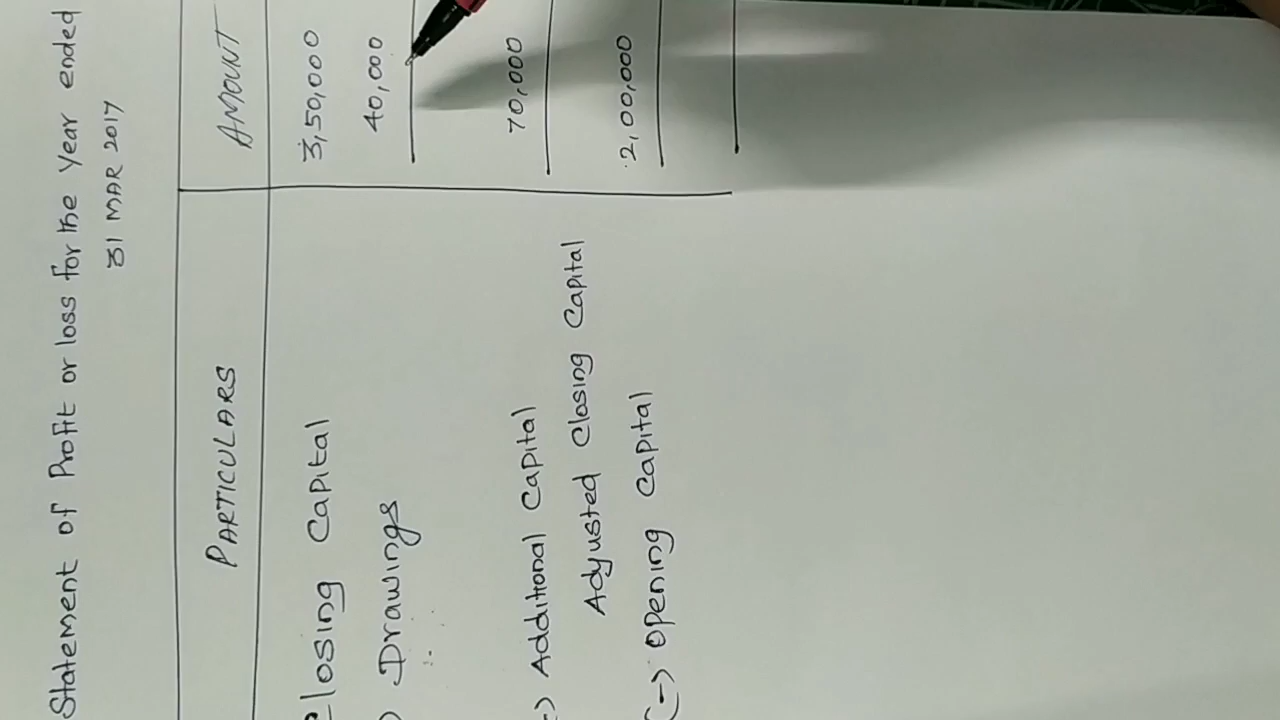 Statement of Profit or loss for the Year ended
31 MAR 2017
PARTICULARS AMOUNT
Closing Capital 3,50,000
) Drawings 40,000
-) Additional Capital 70,000
Adjusted Closing Capital
(-) Opening Capital 2,00,000